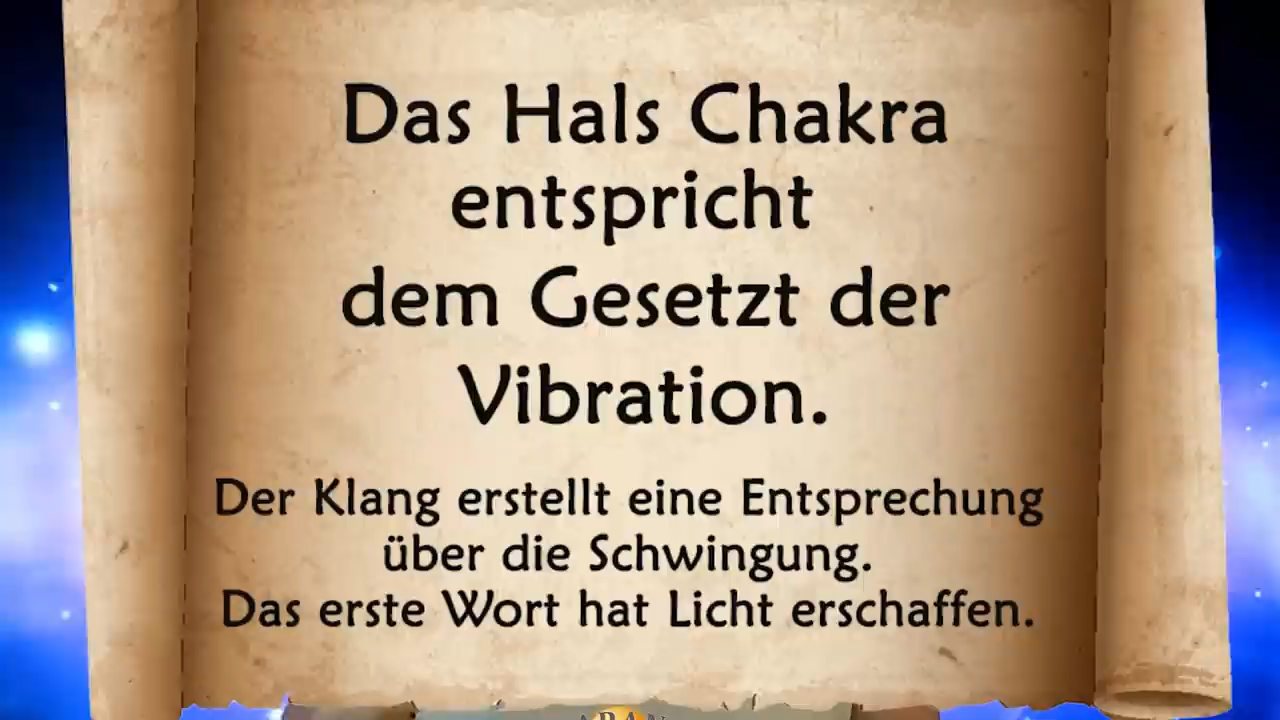 Das Hals Chakra
entspricht
dem Gesetzt der
Vibration.
Der Klang erstellt eine Entsprechung
über die Schwingung.
Das erste Wort hat Licht erschaffen.